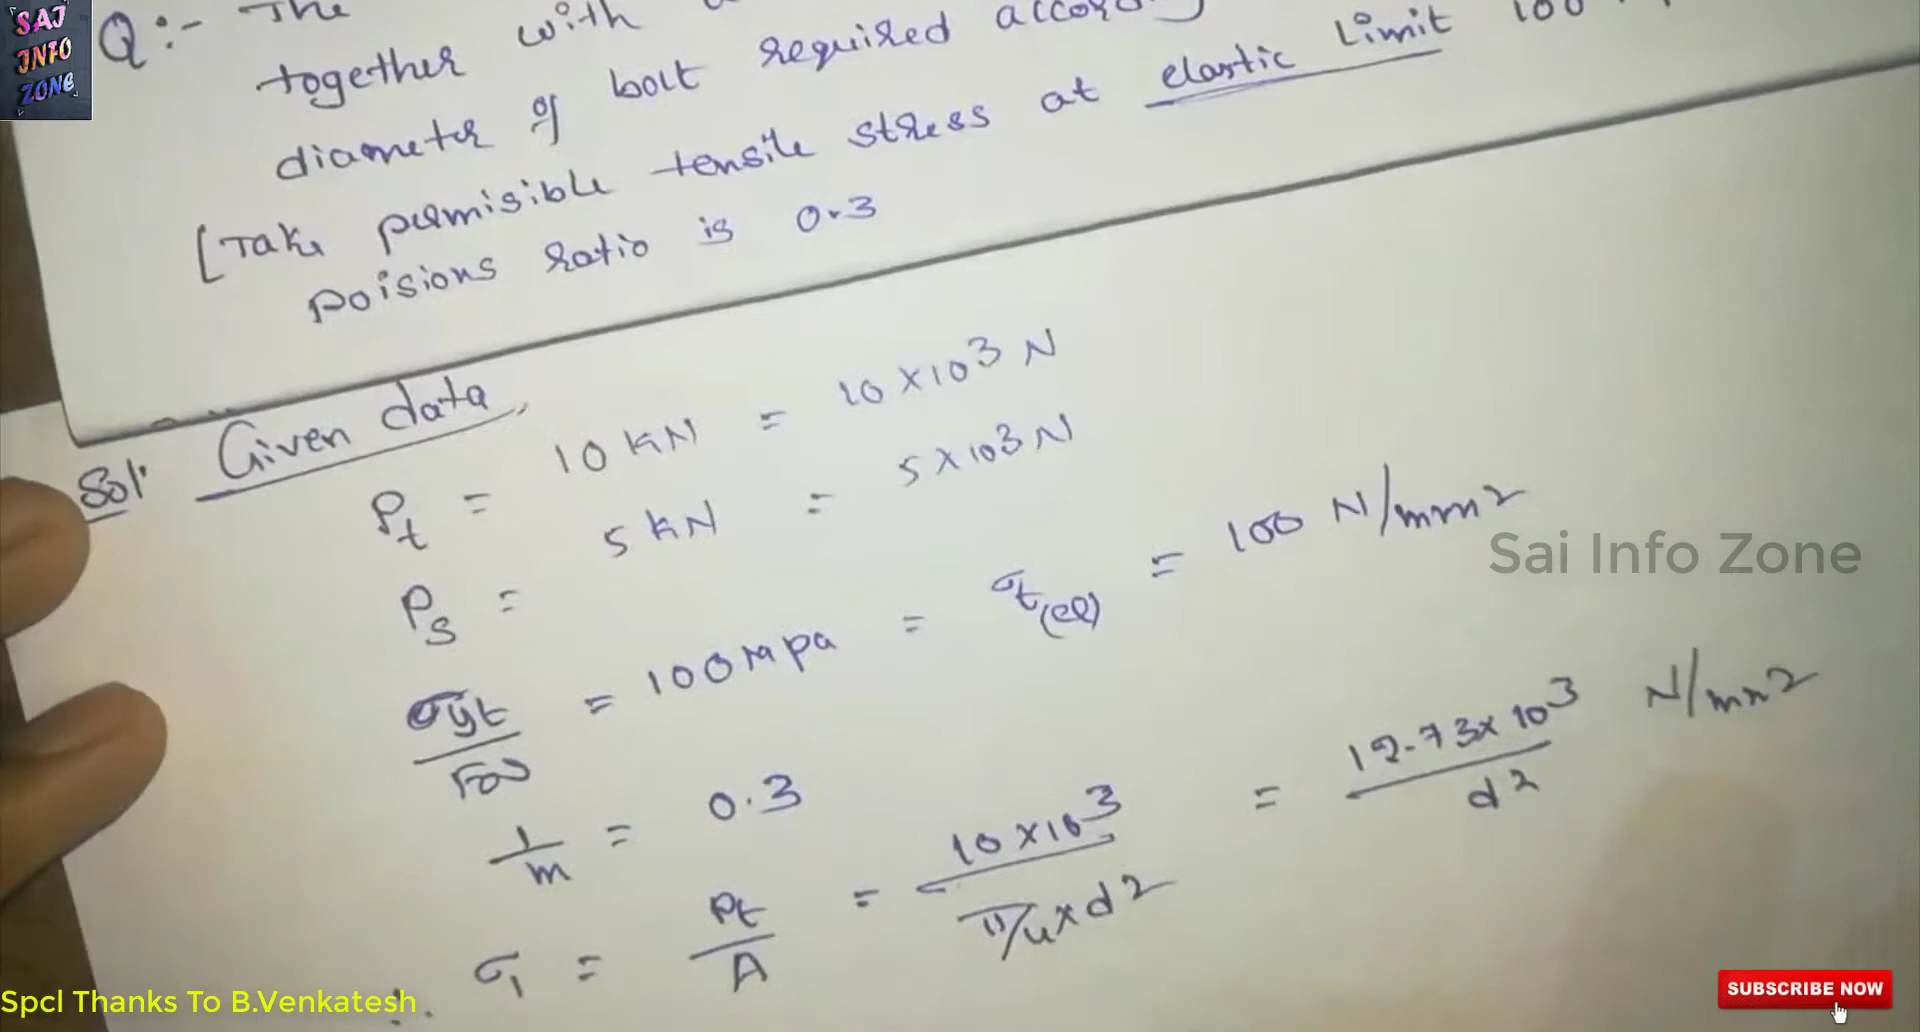 SAI
INFO
ZONE
Q:- The
together with
diameter of bolt required
[Take permisible tensile stress at elastic Limit 100
poisions ratio is 0.3
Sol: Given data,
Pt = 10 KN = 10 x 10³ N
Ps = 5 KN = 5 x 10³ N
σyt/FOS = 100 Mpa = σt(el) = 100 N/mm²
1/m = 0.3
∴ σ1 = Pt/A = 10 x 10³ / π/4 x d² = 12.73 x 10³ / d² N/mm²
Sai Info Zone
Spcl Thanks To B.Venkatesh
SUBSCRIBE NOW